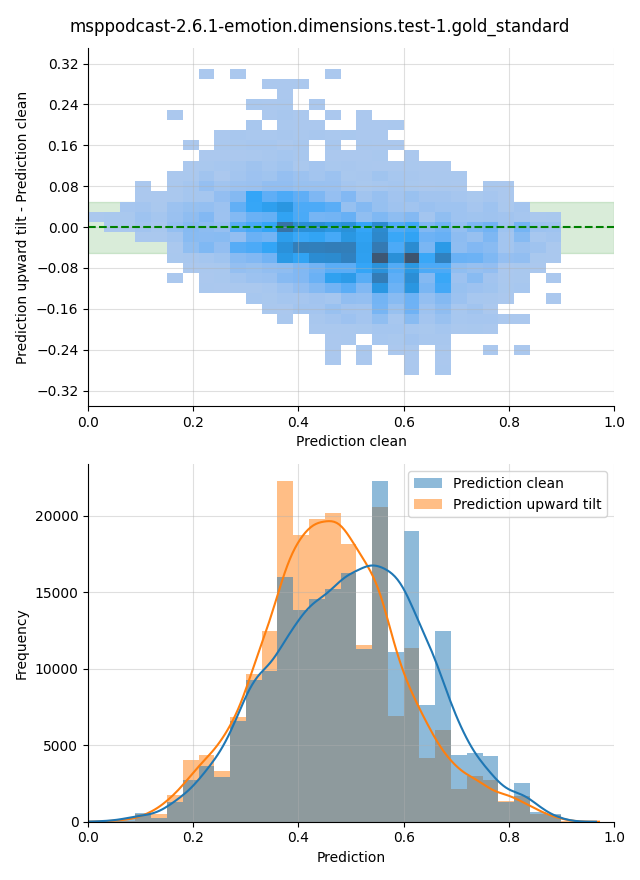 msppodcast-2.6.1-emotion.dimensions.test-1.gold_standard
Prediction upward tilt - Prediction clean
0.32
0.24
0.16
0.08
0.00
−0.08
−0.16
−0.24
−0.32
0.0 0.2 0.4 0.6 0.8 1.0
Prediction clean
Prediction clean
Prediction upward tilt
Frequency
20000
15000
10000
5000
0
0.0 0.2 0.4 0.6 0.8 1.0
Prediction